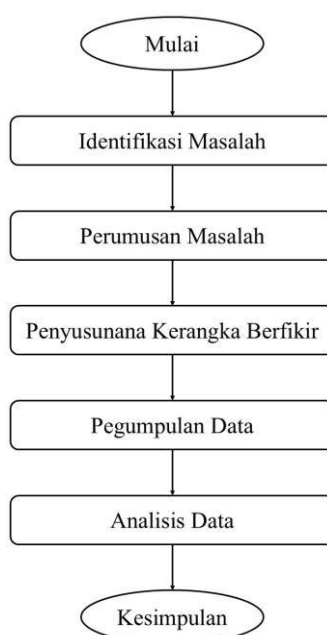 Mulai
Identifikasi Masalah
Perumusan Masalah
Penyusunana Kerangka Berfikir
Pegumpulan Data
Analisis Data
Kesimpulan